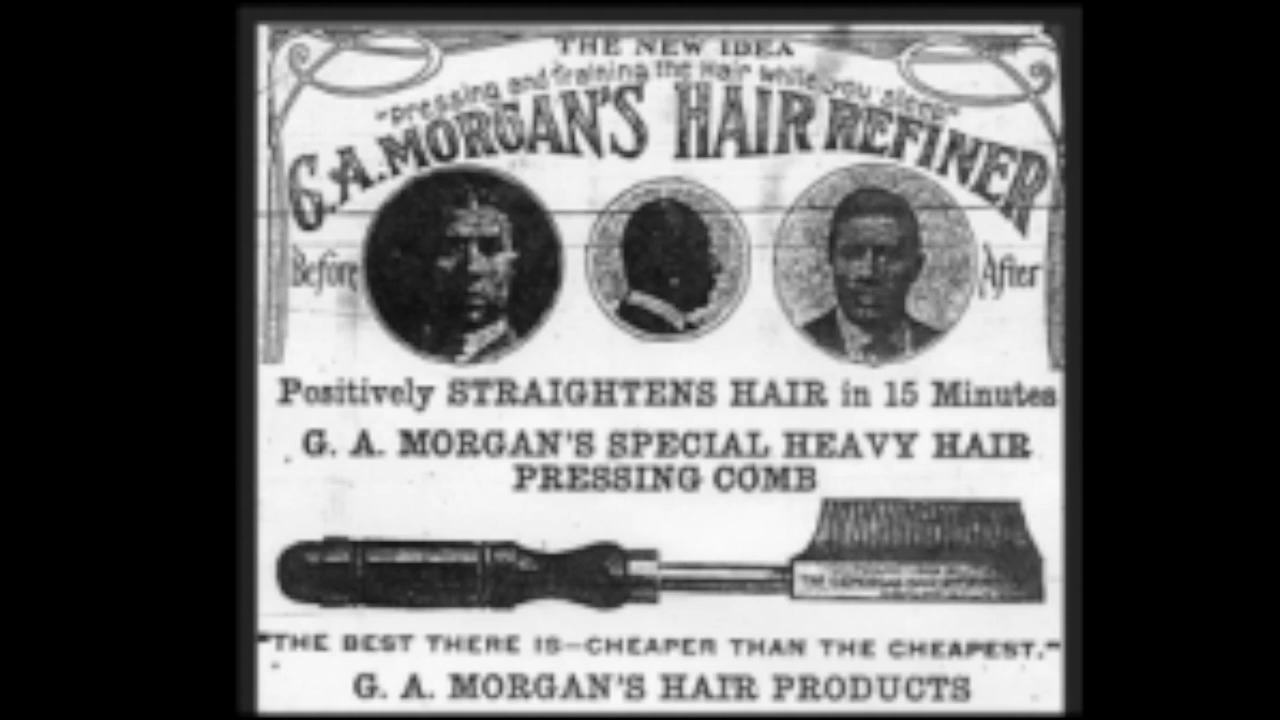 THE NEW IDEA
"pressing and training the Hair while you sleep"
G.A. MORGAN'S HAIR REFINER
Before
After
Positively STRAIGHTENS HAIR in 15 Minutes
G. A. MORGAN'S SPECIAL HEAVY HAIR
PRESSING COMB
"THE BEST THERE IS—CHEAPER THAN THE CHEAPEST."
G. A. MORGAN'S HAIR PRODUCTS